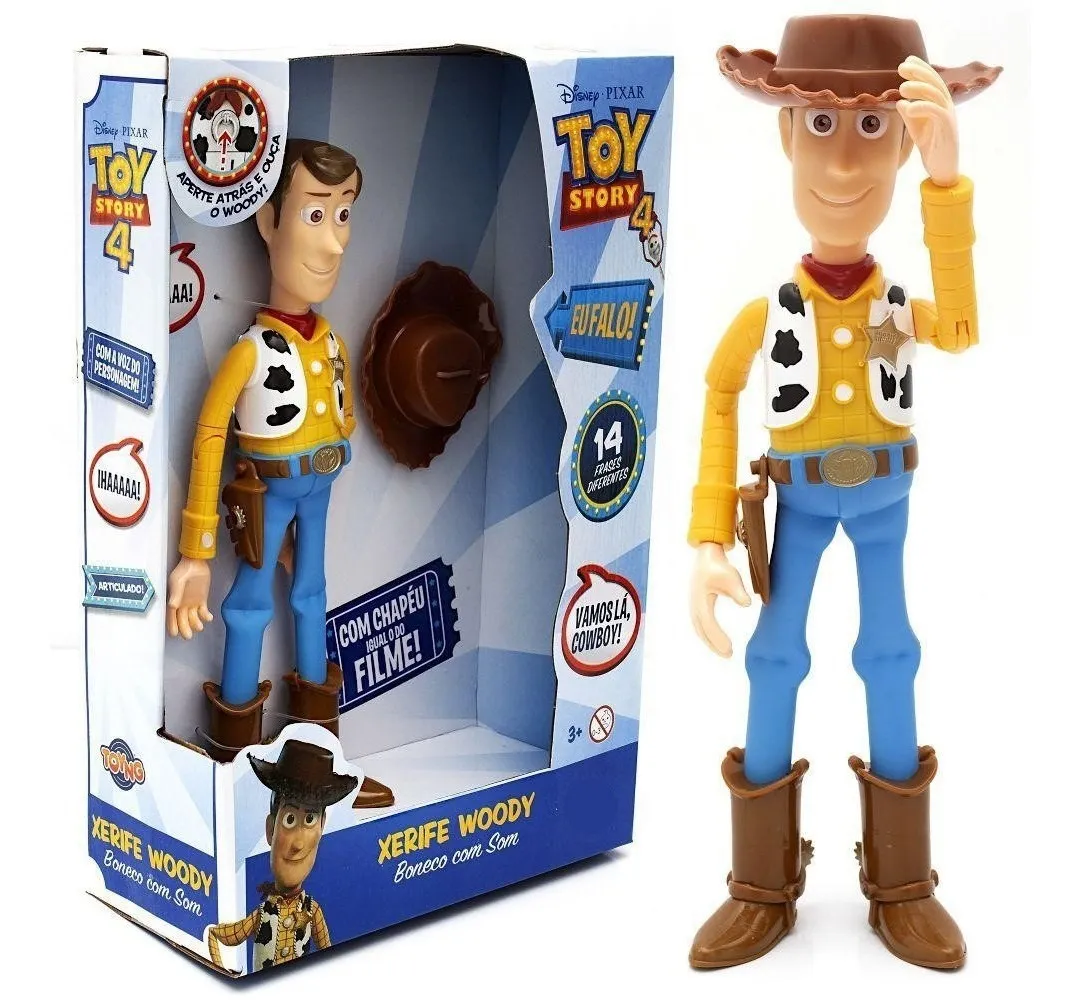 Disney · PIXAR
TOY
STORY
4
COM A VOZ DO
PERSONAGEM!
IHAAAAA!
ARTICULADO!
TOYNG
XERIFE WOODY
Boneco com Som
APERTE ATRÁS E OUÇA
O WOODY!
AA!
COM CHAPÉU
IGUAL O DO
FILME!
Disney · PIXAR
TOY
STORY
4
EU FALO!
14
FRASES
DIFERENTES
VAMOS LÁ,
COWBOY!
3+
0-3
XERIFE WOODY
Boneco com Som